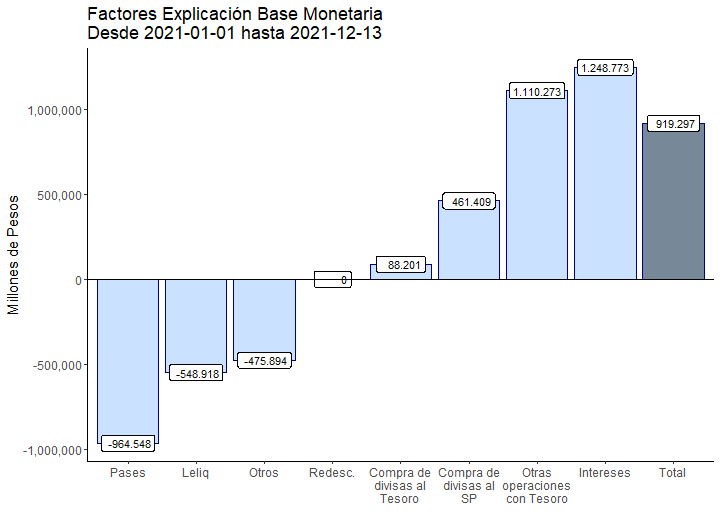 Factores Explicación Base Monetaria
Desde 2021-01-01 hasta 2021-12-13
Millones de Pesos
1,000,000
500,000
0
-500,000
-1,000,000
-964.548
-548.918
-475.894
0
88.201
461.409
1.110.273
1.248.773
919.297
Pases
Leliq
Otros
Redesc.
Compra de
divisas al
Tesoro
Compra de
divisas al
SP
Otras
operaciones
con Tesoro
Intereses
Total